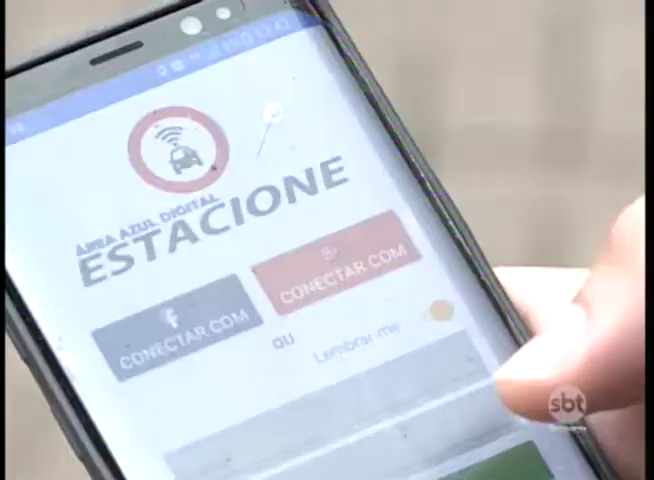 ÁREA AZUL DIGITAL
ESTACIONE
f CONECTAR COM
CONECTAR COM
ou
Lembrar-me
sbt